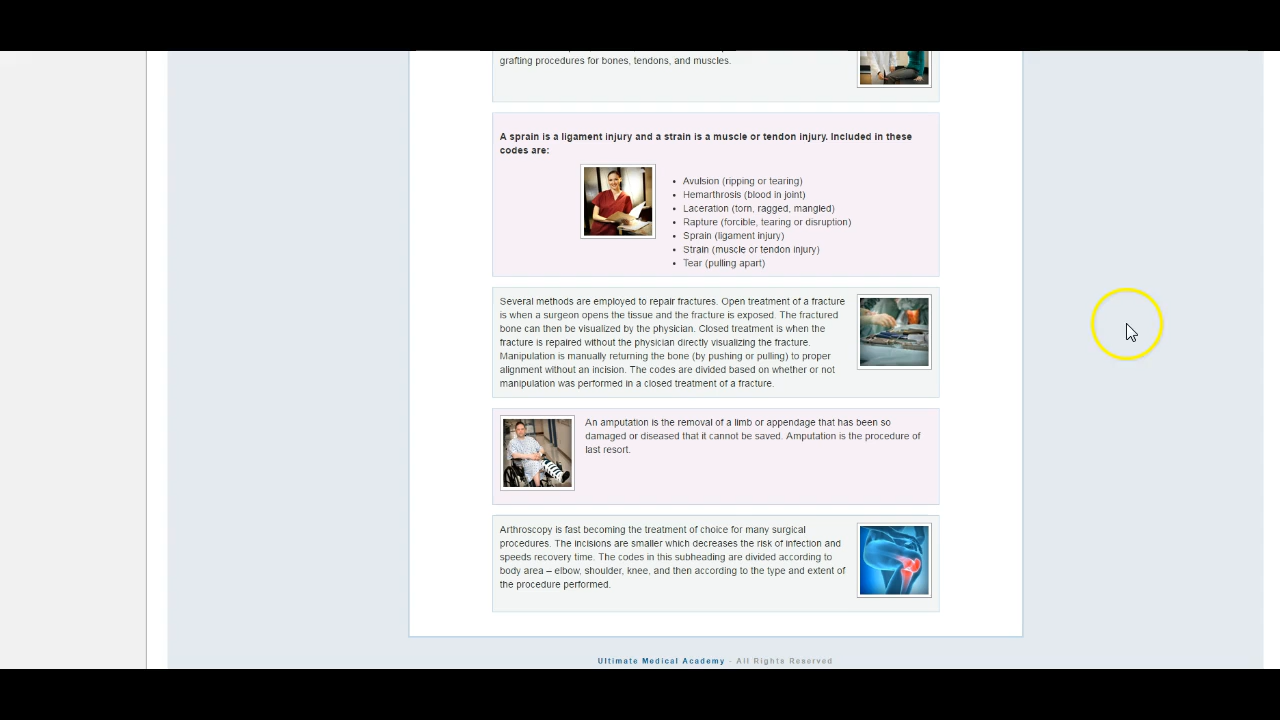 grafting procedures for bones, tendons, and muscles.
A sprain is a ligament injury and a strain is a muscle or tendon injury. Included in these
codes are:
• Avulsion (ripping or tearing)
• Hemarthrosis (blood in joint)
• Laceration (torn, ragged, mangled)
• Rapture (forcible, tearing or disruption)
• Sprain (ligament injury)
• Strain (muscle or tendon injury)
• Tear (pulling apart)
Several methods are employed to repair fractures. Open treatment of a fracture
is when a surgeon opens the tissue and the fracture is exposed. The fractured
bone can then be visualized by the physician. Closed treatment is when the
fracture is repaired without the physician directly visualizing the fracture.
Manipulation is manually returning the bone (by pushing or pulling) to proper
alignment without an incision. The codes are divided based on whether or not
manipulation was performed in a closed treatment of a fracture.
An amputation is the removal of a limb or appendage that has been so
damaged or diseased that it cannot be saved. Amputation is the procedure of
last resort.
Arthroscopy is fast becoming the treatment of choice for many surgical
procedures. The incisions are smaller which decreases the risk of infection and
speeds recovery time. The codes in this subheading are divided according to
body area – elbow, shoulder, knee, and then according to the type and extent of
the procedure performed.
Ultimate Medical Academy - All Rights Reserved